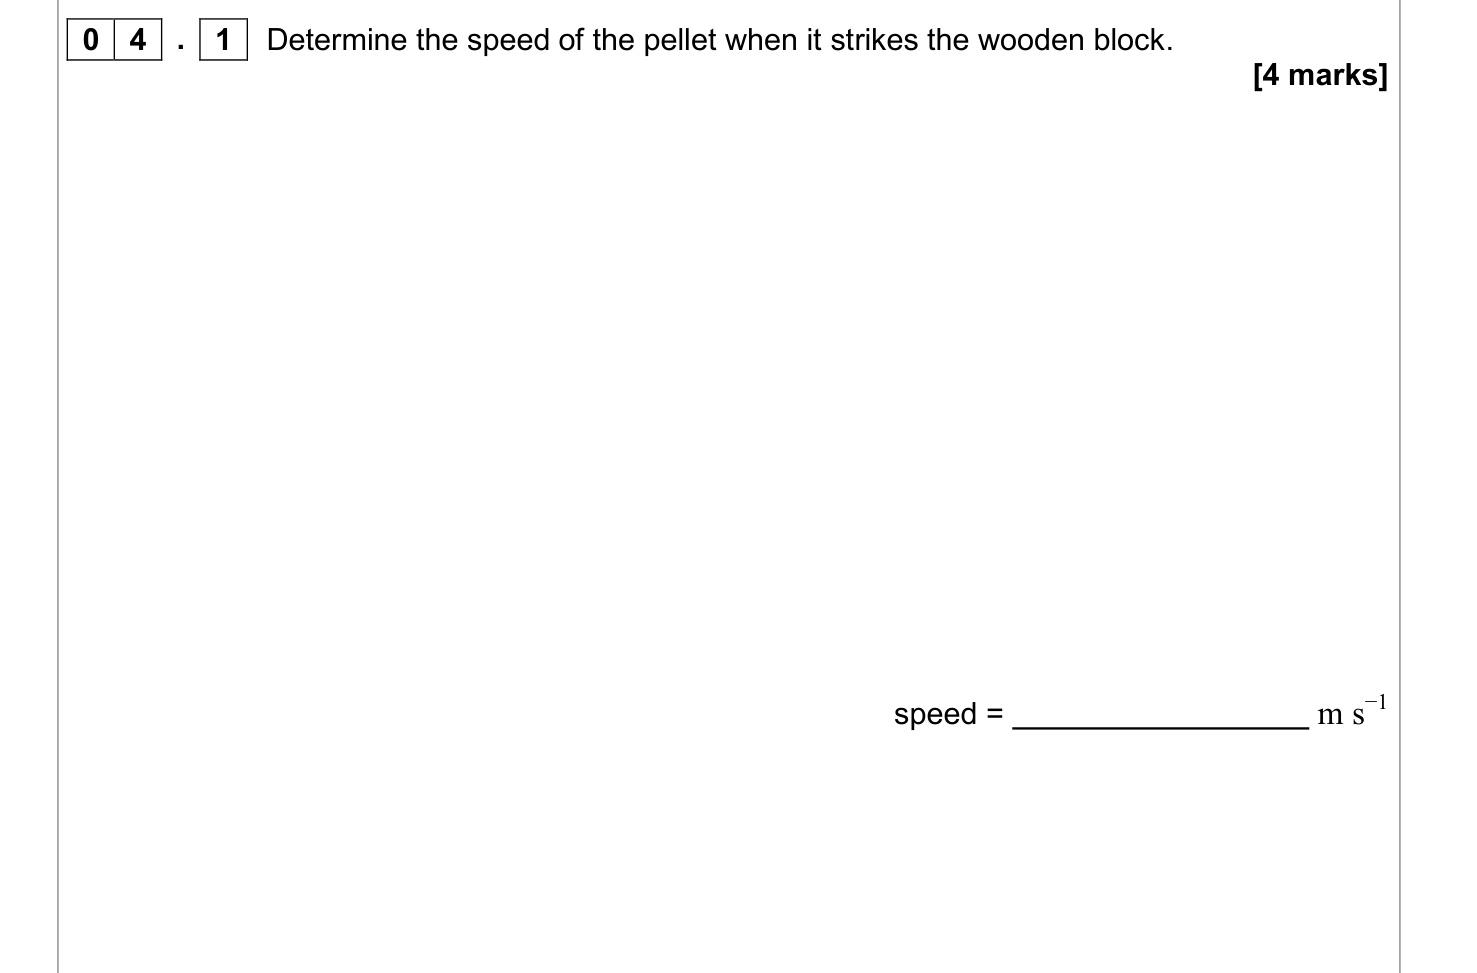 0 4 . 1 Determine the speed of the pellet when it strikes the wooden block.
[4 marks]
speed = ____________________ m s⁻¹